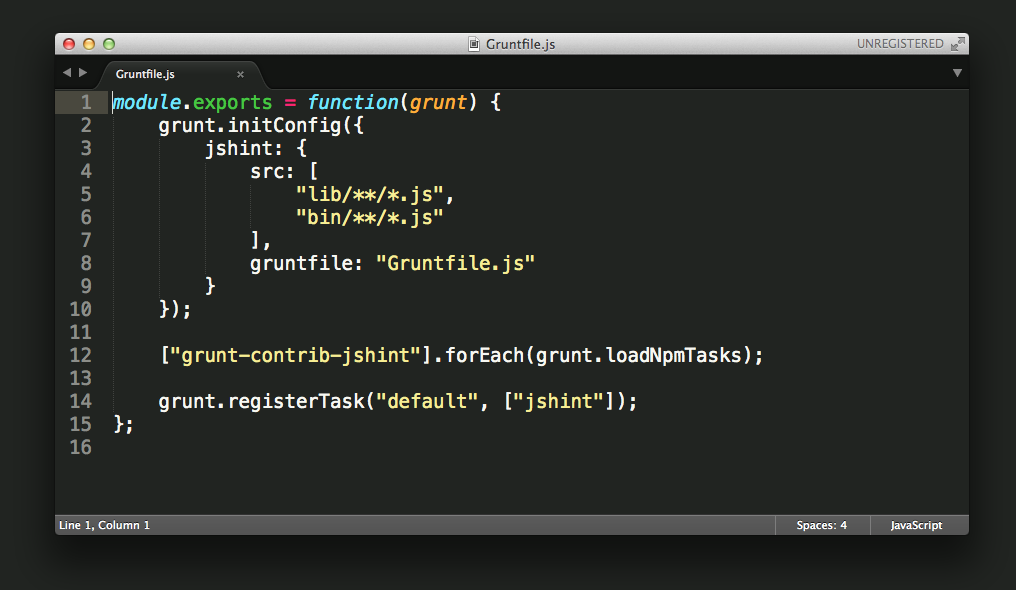 Gruntfile.js
UNREGISTERED
Gruntfile.js ×
1 module.exports = function(grunt) {
2     grunt.initConfig({
3         jshint: {
4             src: [
5                 "lib/**/*.js",
6                 "bin/**/*.js"
7             ],
8             gruntfile: "Gruntfile.js"
9         }
10     });
11
12     ["grunt-contrib-jshint"].forEach(grunt.loadNpmTasks);
13
14     grunt.registerTask("default", ["jshint"]);
15 };
16
Line 1, Column 1
Spaces: 4
JavaScript